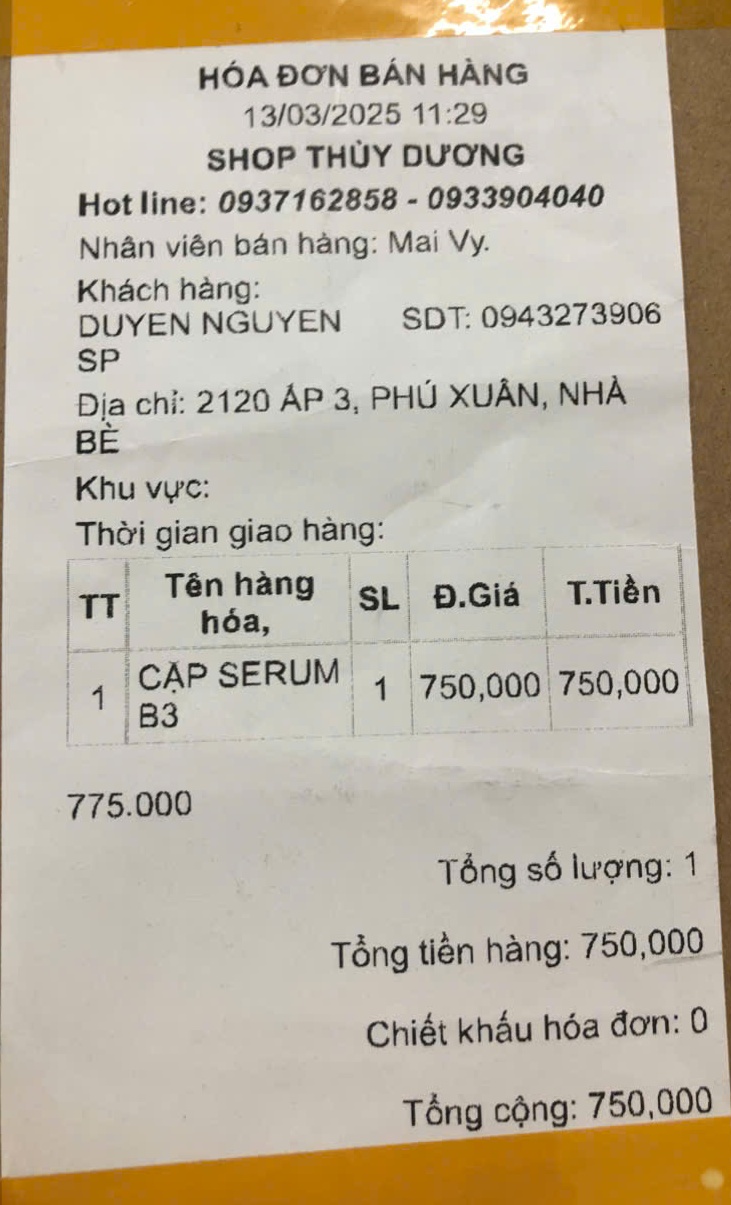 HÓA ĐƠN BÁN HÀNG
13/03/2025 11:29
SHOP THÙY DƯƠNG
Hot line: 0937162858 - 0933904040
Nhân viên bán hàng: Mai Vy.
Khách hàng:
DUYEN NGUYEN SDT: 0943273906
SP
Địa chỉ: 2120 ẤP 3, PHÚ XUÂN, NHÀ
BÈ
Khu vực:
Thời gian giao hàng:
TT Tên hàng hóa, SL Đ.Giá T.Tiền
1 CẶP SERUM B3 1 750,000 750,000
775.000
Tổng số lượng: 1
Tổng tiền hàng: 750,000
Chiết khấu hóa đơn: 0
Tổng cộng: 750,000